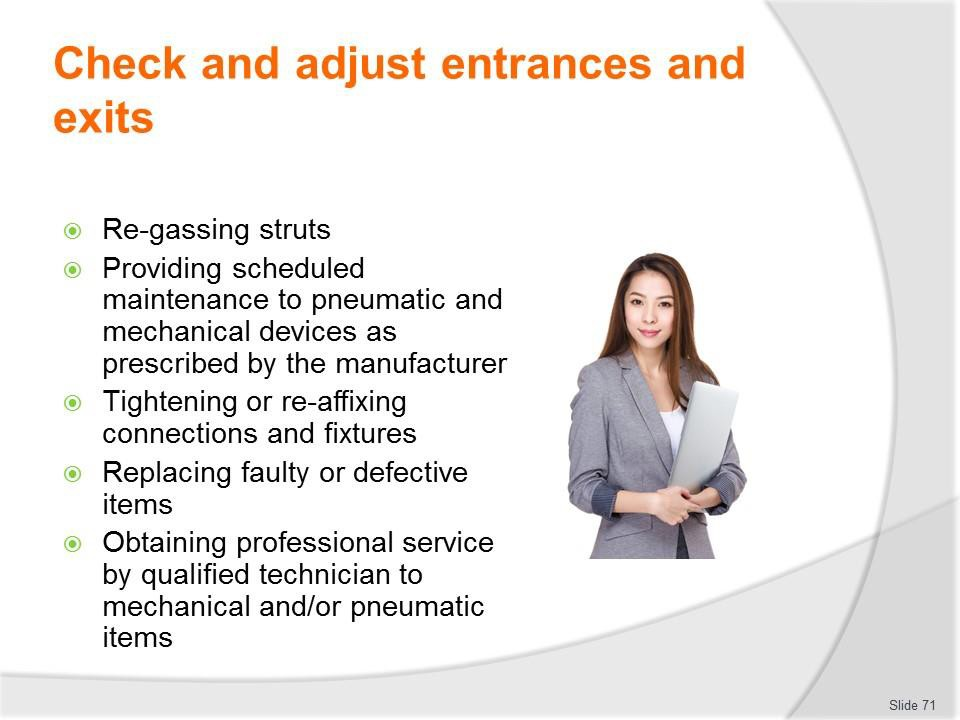 Check and adjust entrances and
exits
Re-gassing struts
Providing scheduled
maintenance to pneumatic and
mechanical devices as
prescribed by the manufacturer
Tightening or re-affixing
connections and fixtures
Replacing faulty or defective
items
Obtaining professional service
by qualified technician to
mechanical and/or pneumatic
items
Slide 71